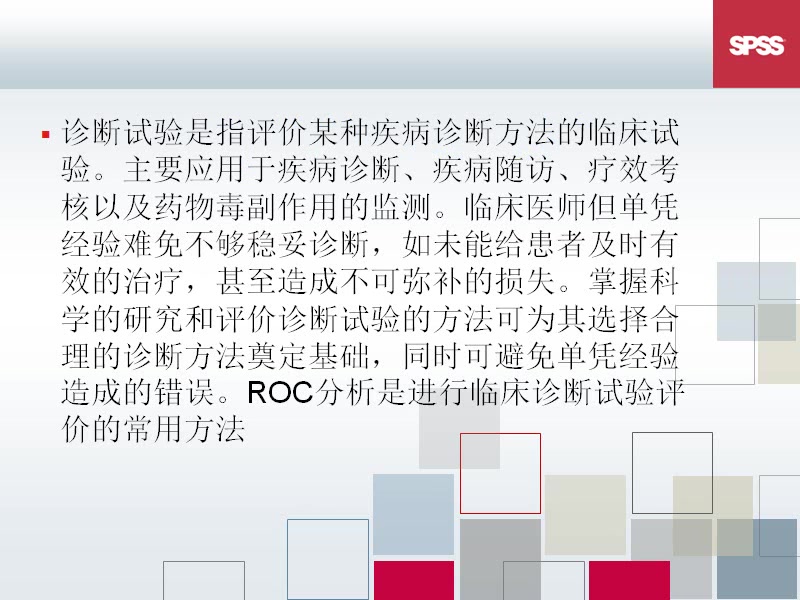 SPSS
诊断试验是指评价某种疾病诊断方法的临床试
验。主要应用于疾病诊断、疾病随访、疗效考
核以及药物毒副作用的监测。临床医师但单凭
经验难免不够稳妥诊断，如未能给患者及时有
效的治疗，甚至造成不可弥补的损失。掌握科
学的研究和评价诊断试验的方法可为其选择合
理的诊断方法奠定基础，同时可避免单凭经验
造成的错误。ROC分析是进行临床诊断试验评
价的常用方法